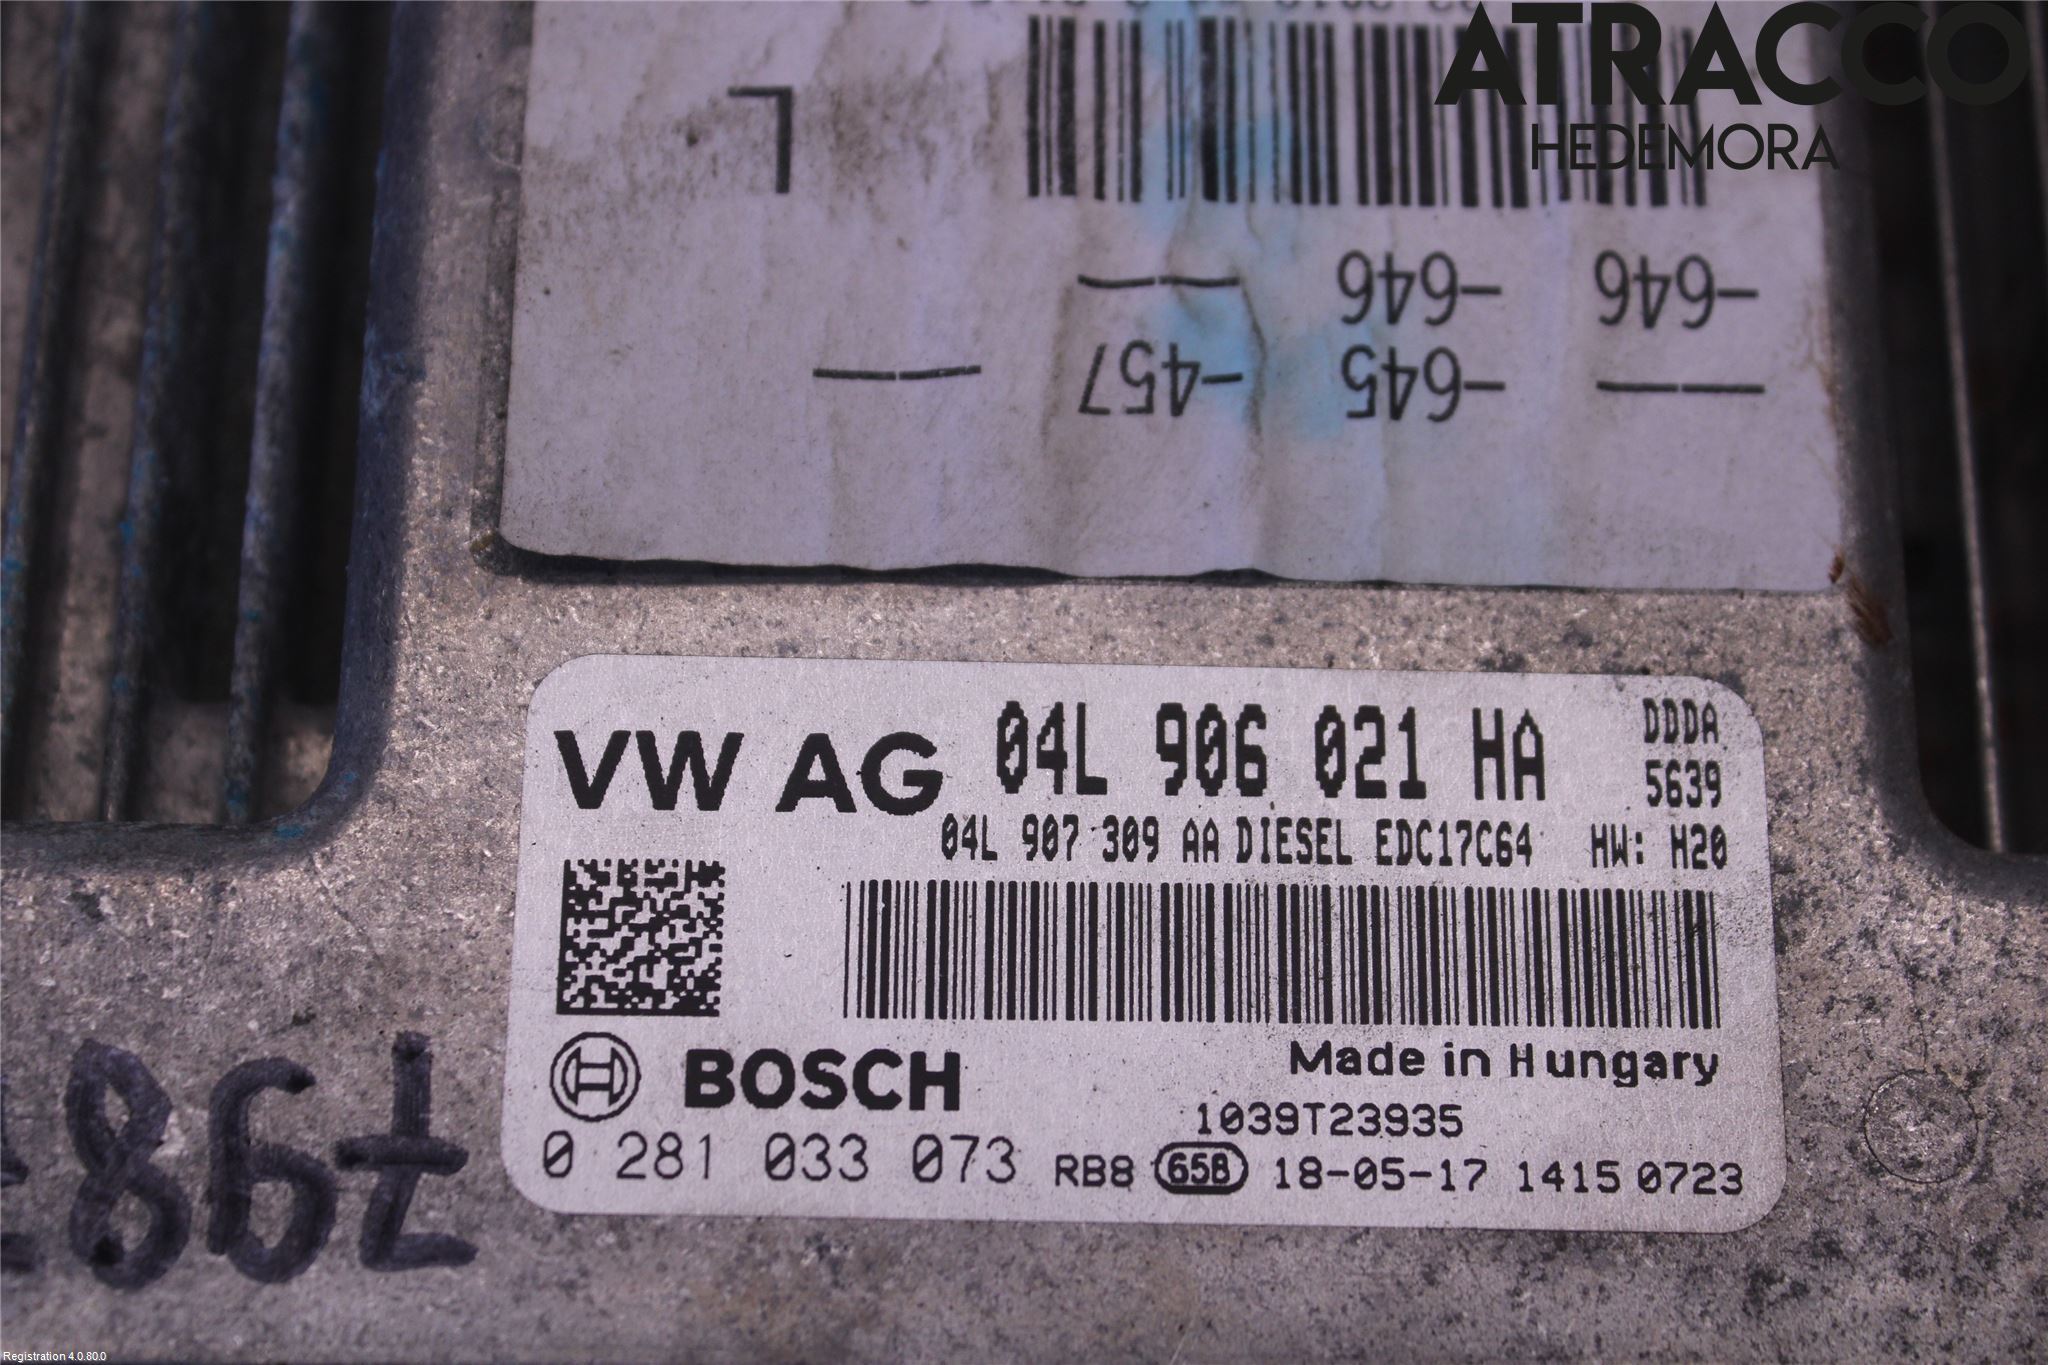 ATRACCO
HEDEMORA
L
-- -646 -646
-- -457 -645 --
VW AG 04L 906 021 HA DDDA
5639
04L 907 309 AA DIESEL EDC17C64 HW: H20
BOSCH Made in Hungary
1039T23935
0 281 033 073 RB8 65B 18-05-17 1415 0723
Registration 4.0.80.0